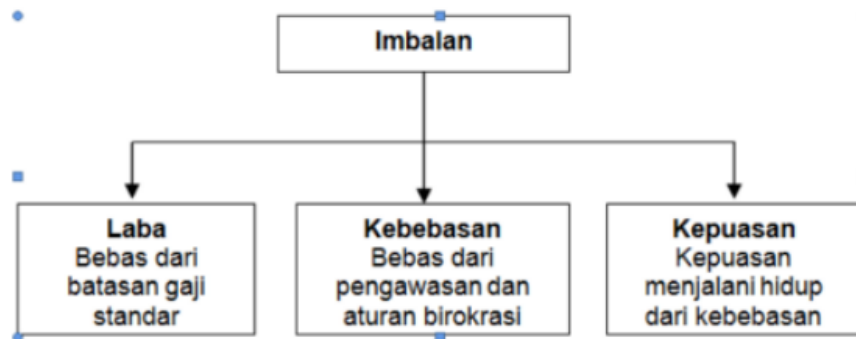 Imbalan
Laba
Bebas dari
batasan gaji
standar
Kebebasan
Bebas dari
pengawasan dan
aturan birokrasi
Kepuasan
Kepuasan
menjalani hidup
dari kebebasan